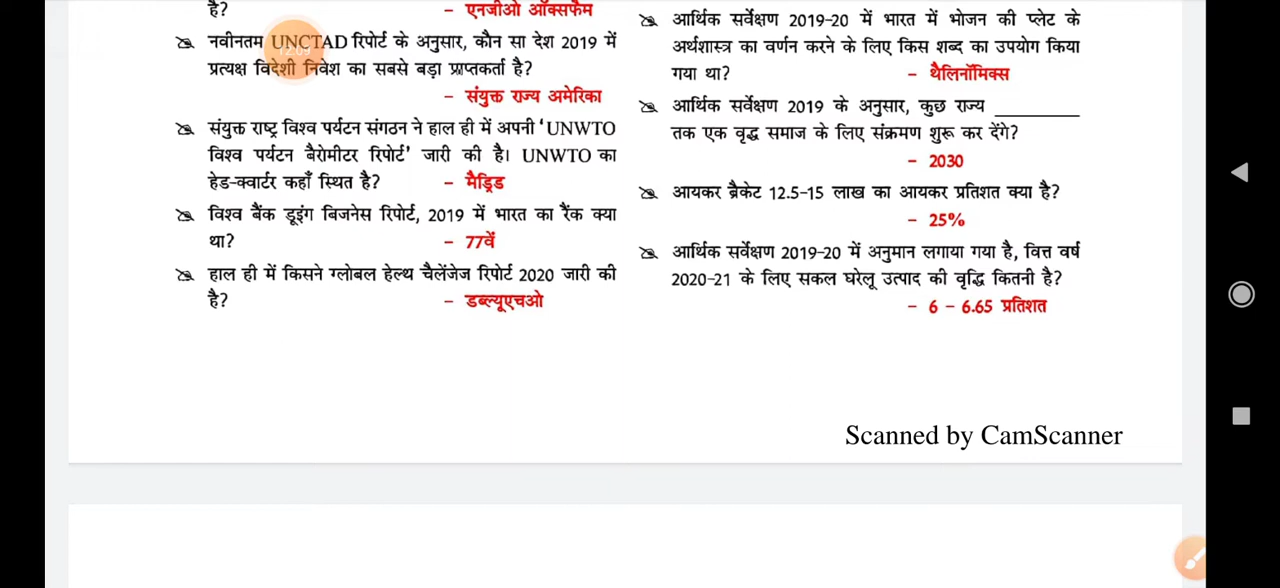 है?
– एनजीओ ऑक्सफैम
नवीनतम UNCTAD रिपोर्ट के अनुसार, कौन सा देश 2019 में
प्रत्यक्ष विदेशी निवेश का सबसे बड़ा प्राप्तकर्ता है?
– संयुक्त राज्य अमेरिका
संयुक्त राष्ट्र विश्व पर्यटन संगठन ने हाल ही में अपनी ‘UNWTO
विश्व पर्यटन बैरोमीटर रिपोर्ट’ जारी की है। UNWTO का
हेड-क्वार्टर कहाँ स्थित है? – मैड्रिड
विश्व बैंक डूइंग बिजनेस रिपोर्ट, 2019 में भारत का रैंक क्या
था? – 77वें
हाल ही में किसने ग्लोबल हेल्थ चैलेंजेज रिपोर्ट 2020 जारी की
है? – डब्ल्यूएचओ
आर्थिक सर्वेक्षण 2019-20 में भारत में भोजन की प्लेट के
अर्थशास्त्र का वर्णन करने के लिए किस शब्द का उपयोग किया
गया था? – थैलिनॉमिक्स
आर्थिक सर्वेक्षण 2019 के अनुसार, कुछ राज्य ________
तक एक वृद्ध समाज के लिए संक्रमण शुरू कर देंगे?
– 2030
आयकर ब्रैकेट 12.5-15 लाख का आयकर प्रतिशत क्या है?
– 25%
आर्थिक सर्वेक्षण 2019-20 में अनुमान लगाया गया है, वित्त वर्ष
2020-21 के लिए सकल घरेलू उत्पाद की वृद्धि कितनी है?
– 6 – 6.65 प्रतिशत
Scanned by CamScanner
12:09